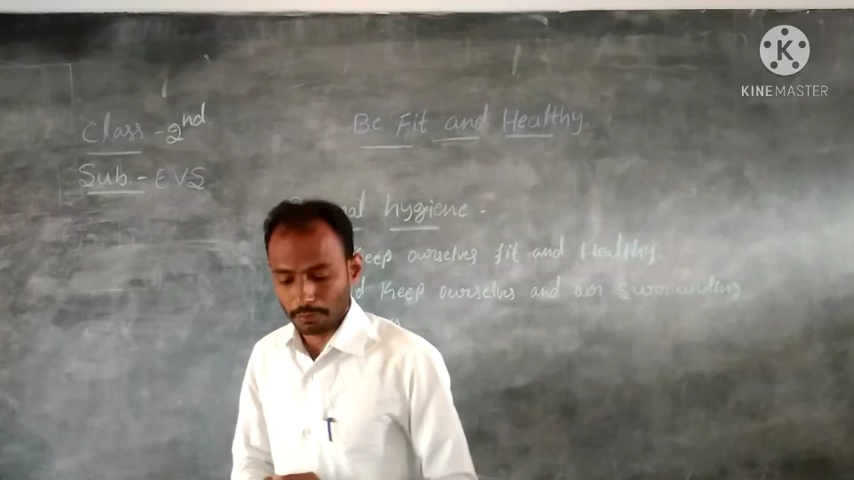 KINEMASTER
Class - 2nd
Be Fit and Healthy.
Sub. - EVS
hygiene -
Keep ourselves fit and Healthy.
Keep ourselves and our Surrounding